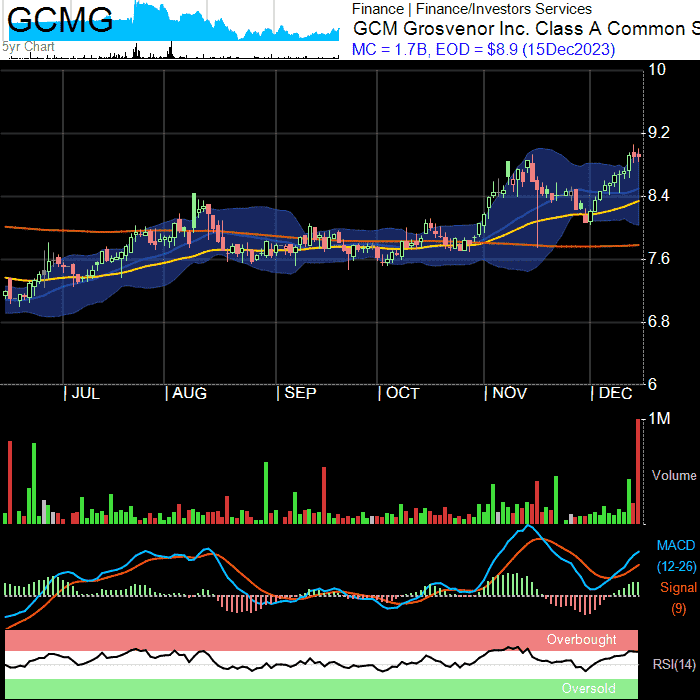 GCMG
5yr Chart
Finance | Finance/Investors Services
GCM Grosvenor Inc. Class A Common S
MC = 1.7B, EOD = $8.9 (15Dec2023)
10
9.2
8.4
7.6
6.8
6
| JUL | AUG | SEP | OCT | NOV | DEC
1M
Volume
MACD
(12-26)
Signal
(9)
Overbought
RSI(14)
Oversold